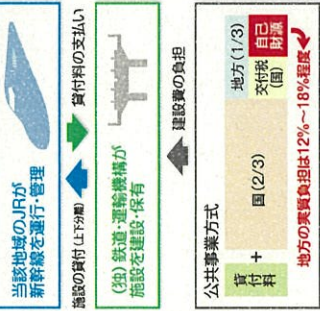 当該地域のJRが
新幹線を運行・管理
施設の貸付(上下分離)
貸付料の支払い
(独)鉄道・運輸機構が
施設を建設・保有
建設費の負担
公共事業方式
貸付料
+
国(2/3)
地方(1/3)
交付税
(国)
自己
財源
地方の実質負担は12%～18%程度